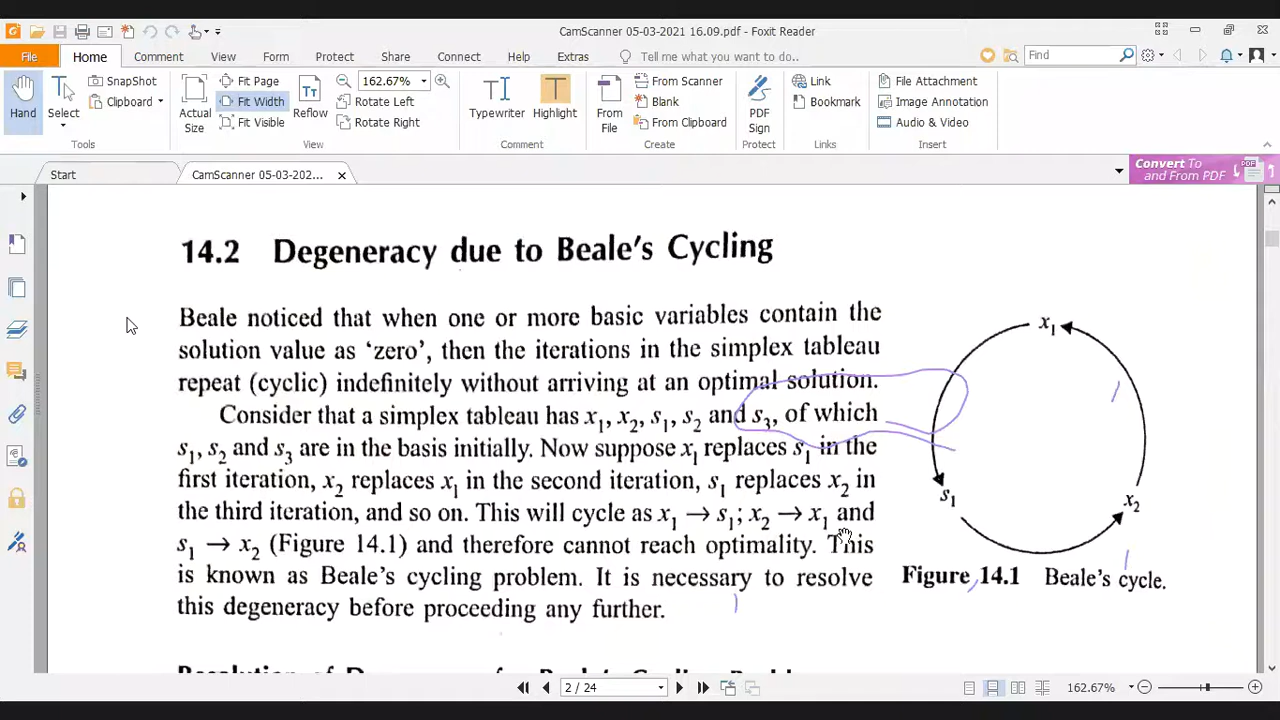 CamScanner 05-03-2021 16.09.pdf - Foxit Reader
File Home Comment View Form Protect Share Connect Help Extras Tell me what you want to do.. Find
Hand
Select
SnapShot
Clipboard
Tools
Actual Size
Fit Page
Fit Width
Fit Visible
Reflow
162.67%
Rotate Left
Rotate Right
View
Typewriter
Highlight
Comment
From File
From Scanner
Blank
From Clipboard
Create
PDF Sign
Protect
Link
Bookmark
Links
File Attachment
Image Annotation
Audio & Video
Insert
Start
CamScanner 05-03-202...
Convert To
and From PDF
14.2 Degeneracy due to Beale's Cycling
Beale noticed that when one or more basic variables contain the
solution value as 'zero', then the iterations in the simplex tableau
repeat (cyclic) indefinitely without arriving at an optimal solution.
Consider that a simplex tableau has x₁, x₂, s₁, s₂ and s₃, of which
s₁, s₂ and s₃ are in the basis initially. Now suppose x₁ replaces s₁ in the
first iteration, x₂ replaces x₁ in the second iteration, s₁ replaces x₂ in
the third iteration, and so on. This will cycle as x₁ → s₁; x₂ → x₁ and
s₁ → x₂ (Figure 14.1) and therefore cannot reach optimality. This
is known as Beale's cycling problem. It is necessary to resolve
this degeneracy before proceeding any further.
x₁
s₁
x₂
Figure 14.1 Beale's cycle.
2 / 24
162.67%